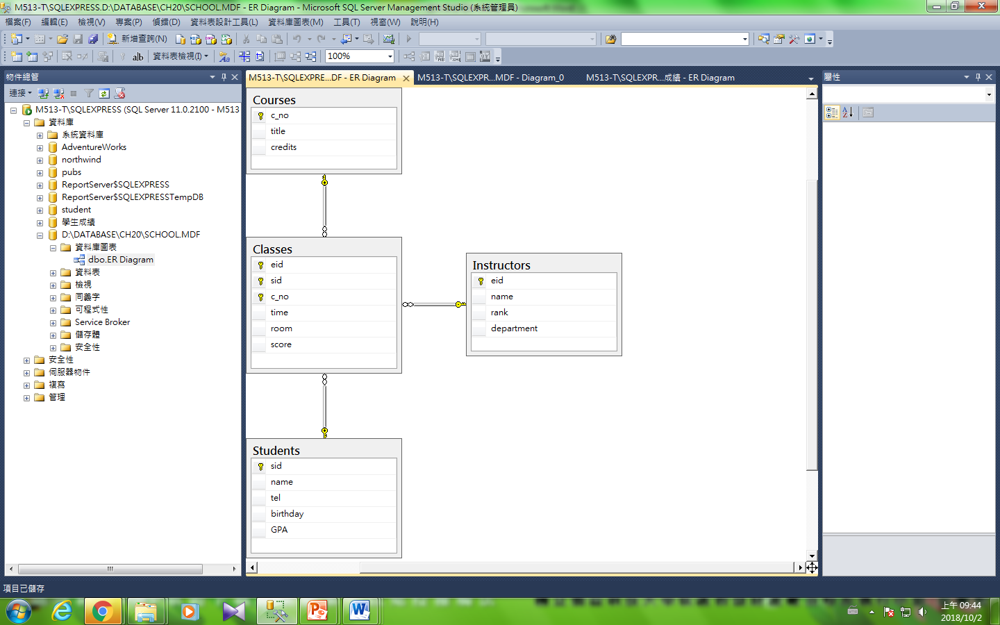 M513-T\SQLEXPRESS.D:\DATABASE\CH20\SCHOOL.MDF - ER Diagram - Microsoft SQL Server Management Studio (系統管理員)
檔案(F) 編輯(E) 檢視(V) 專案(P) 偵錯(D) 資料表設計工具(L) 資料庫圖表(M) 工具(T) 視窗(W) 說明(H)
新增查詢(N)
資料表檢視(I) 100%
物件總管
連接
M513-T\SQLEXPRESS (SQL Server 11.0.2100 - M513
資料庫
系統資料庫
AdventureWorks
northwind
pubs
ReportServer$SQLEXPRESS
ReportServer$SQLEXPRESSTempDB
student
學生成績
D:\DATABASE\CH20\SCHOOL.MDF
資料庫圖表
dbo.ER Diagram
資料表
檢視
同義字
可程式性
Service Broker
儲存體
安全性
安全性
伺服器物件
複寫
管理
M513-T\SQLEXPRE...DF - ER Diagram M513-T\SQLEXPR...MDF - Diagram_0 M513-T\SQLEXPR...成績 - ER Diagram
Courses
c_no
title
credits
Classes
eid
sid
c_no
time
room
score
Instructors
eid
name
rank
department
Students
sid
name
tel
birthday
GPA
屬性
項目已儲存
上午 09:44
2018/10/2